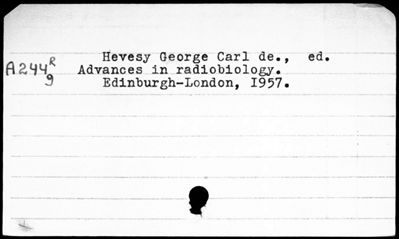 Hevesy George Carl de., ed.
A244 R/9 Advances in radiobiology.
Edinburgh-London, 1957.